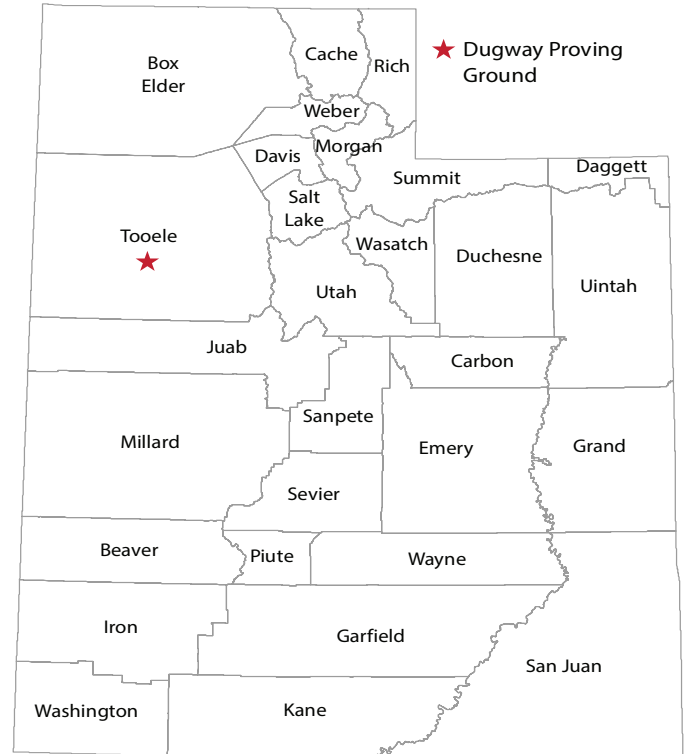 Cache
Rich
Box
Elder
Dugway Proving
Ground
Weber
Morgan
Davis
Summit
Daggett
Salt
Lake
Tooele
Wasatch
Duchesne
Uintah
Utah
Juab
Carbon
Sanpete
Millard
Emery
Grand
Sevier
Beaver
Piute
Wayne
Iron
Garfield
San Juan
Washington
Kane